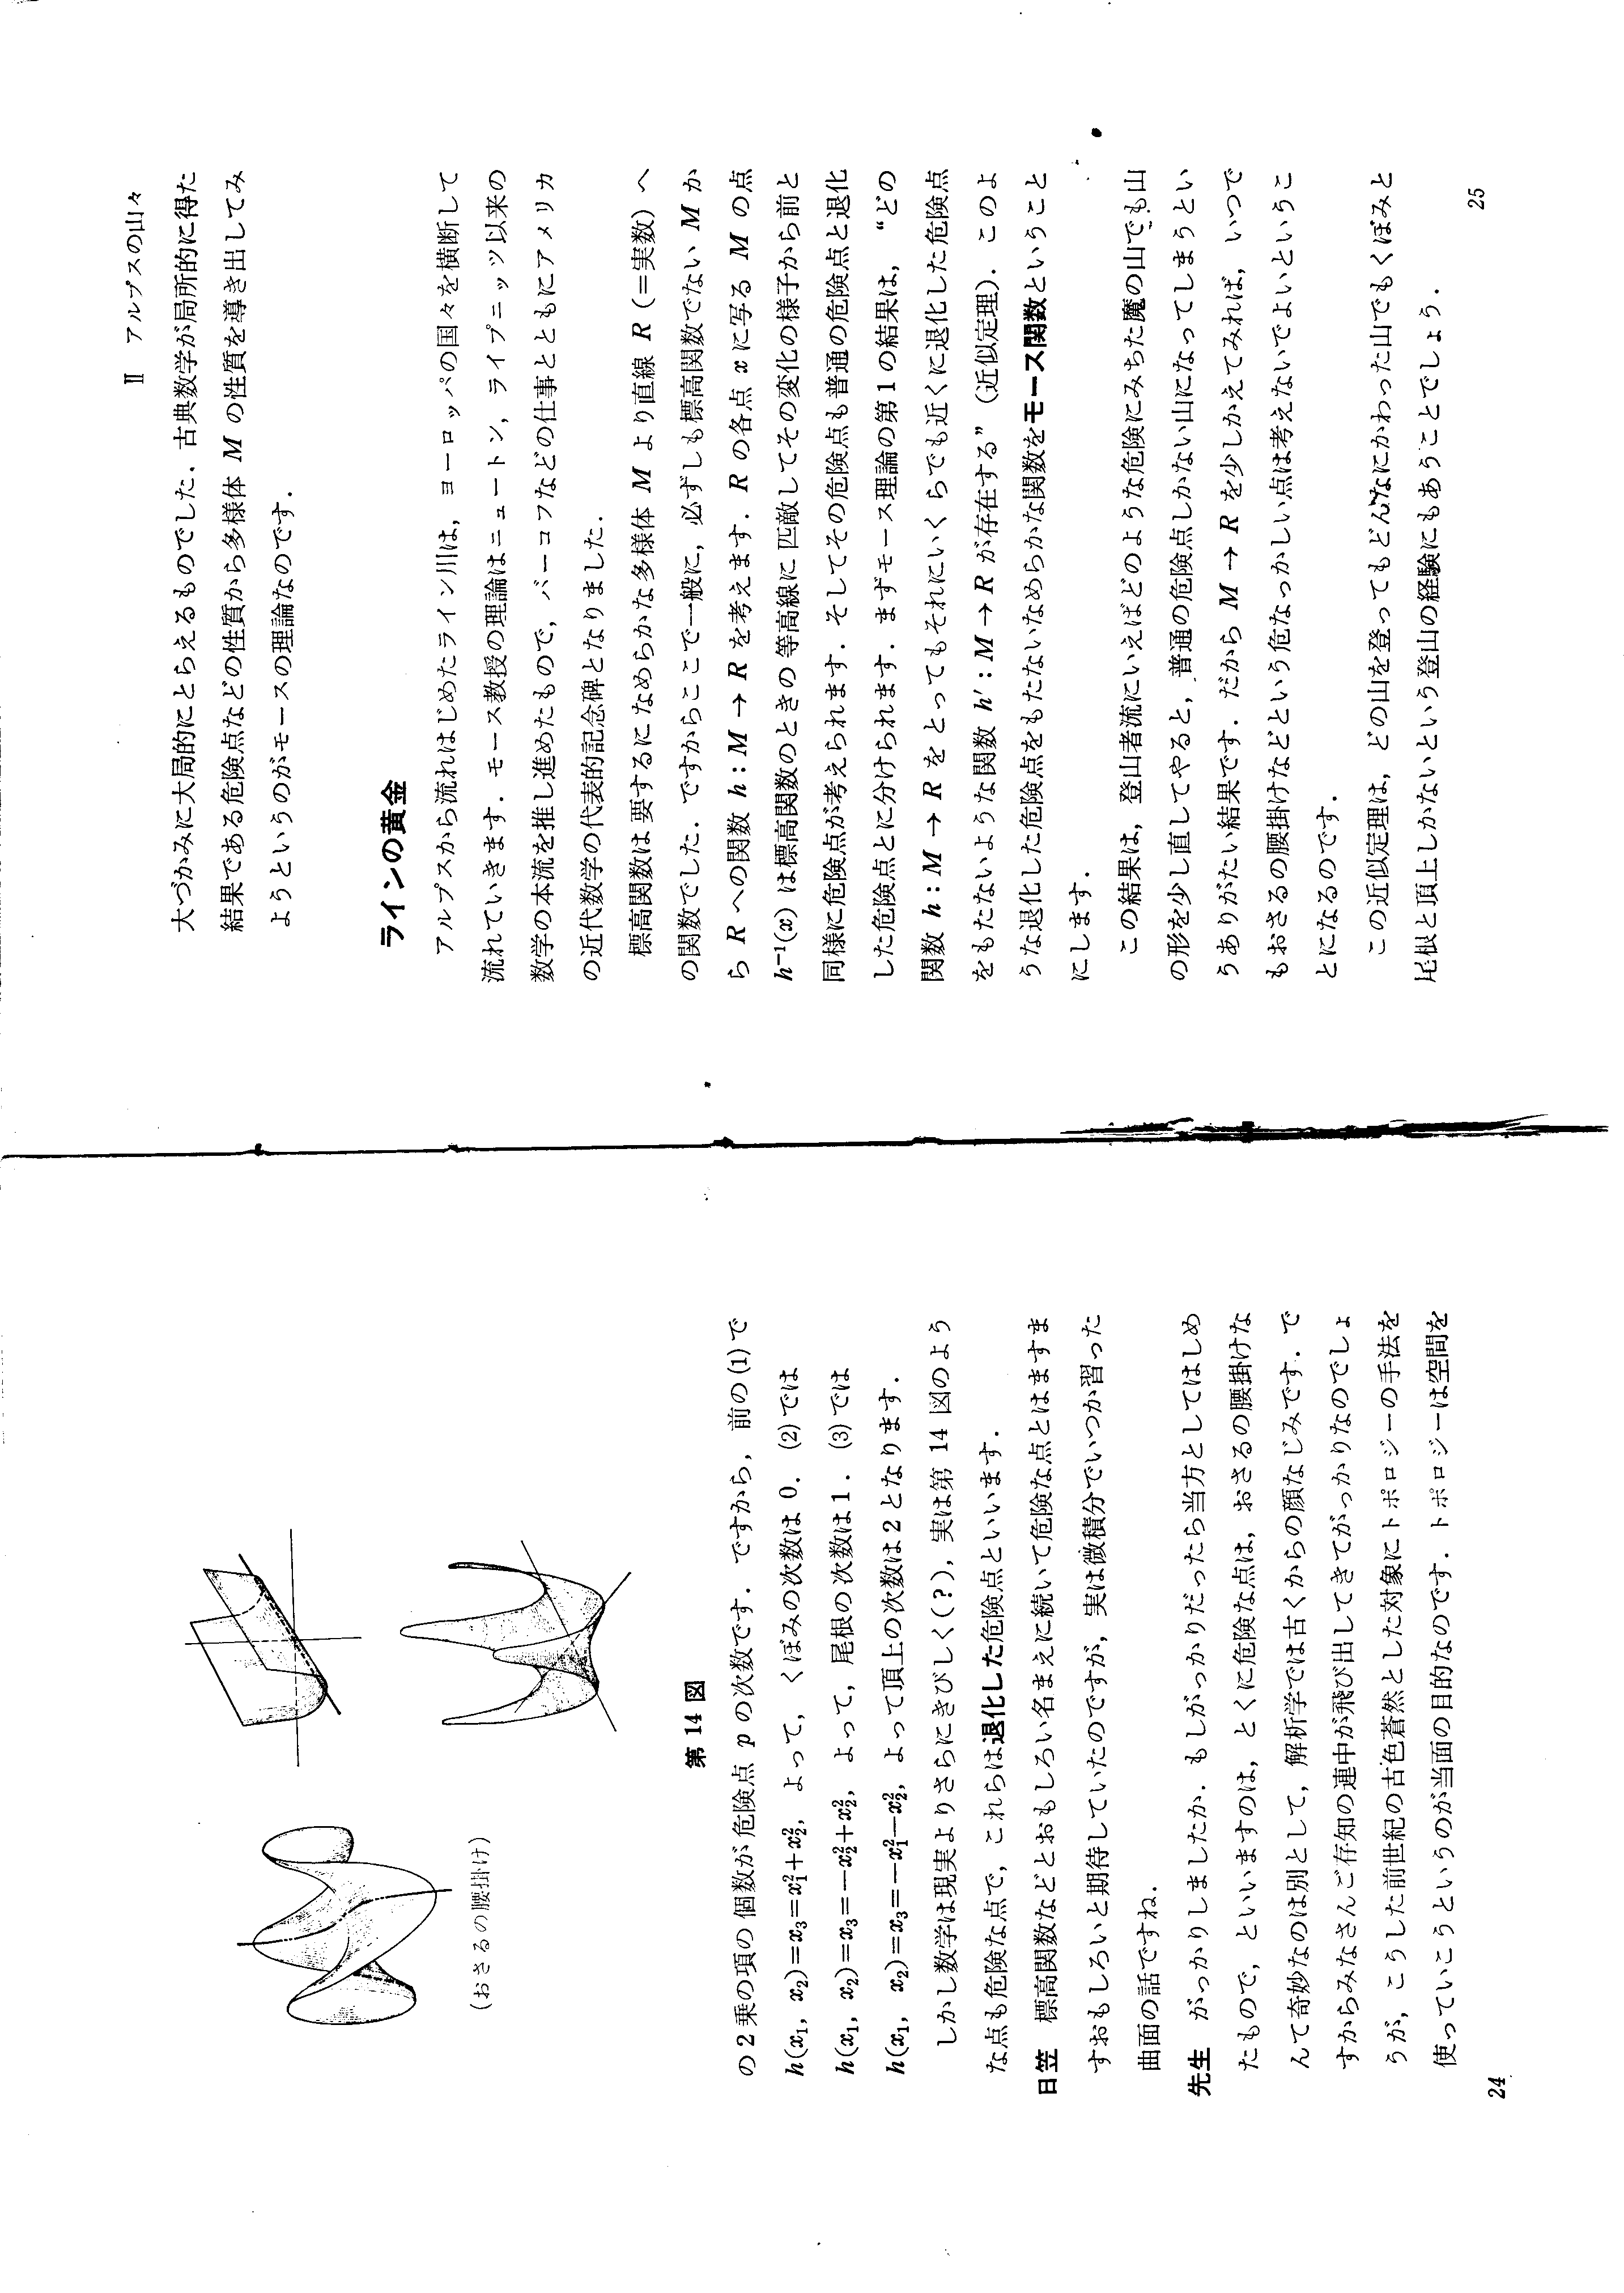 (おさるの腰掛け)
第14図
の2乗の項の個数が危険点 p の次数です．ですから，前の(1)で
h(x₁, x₂)=x₃=x₁²+x₂²，よって，くぼみの次数は 0．(2)では
h(x₁, x₂)=x₃=−x₂²+x₂²，よって，尾根の次数は 1．(3)では
h(x₁, x₂)=x₃=−x₁²−x₂²，よって頂上の次数は 2 となります．
しかし数学は現実よりさらにきびしく(?)，実は第 14 図のよう
な点も危険な点で，これらは退化した危険点といいます．
日笠　標高関数などとおもしろい名まえに続いて危険な点とはますま
すおもしろいと期待していたのですが，実は微積分でいつか習った
曲面の話ですね．
先生　がっかりしましたか．もしがっかりだったら当方としてはしめ
たもので，といいますのは，とくに危険な点は，おさるの腰掛けな
んて奇妙なのは別として，解析学では古くからの顔なじみです．で
すからみなさんご存知の連中が飛び出してきてがっかりなのでしょ
うが，こうした前世紀の古色蒼然とした対象にトポロジーの手法を
使っていこうというのが当面の目的なのです．トポロジーは空間を
24
II　アルプスの山々
大づかみに大局的にとらえるものでした．古典数学が局所的に得た
結果である危険点などの性質から多様体 M の性質を導き出してみ
ようというのがモースの理論なのです．
ラインの黄金
アルプスから流れはじめたライン川は，ヨーロッパの国々を横断して
流れていきます．モース教授の理論はニュートン，ライプニッツ以来の
数学の本流を推し進めたもので，バーコフなどの仕事とともにアメリカ
の近代数学の代表的記念碑となりました．
標高関数は要するになめらかな多様体 M より直線 R (=実数) へ
の関数でした．ですからここで一般に，必ずしも標高関数でない M か
ら R への関数 h: M → R を考えます．R の各点 x に写る M の点
h⁻¹(x) は標高関数のときの等高線に匹敵してその変化の様子から前と
同様に危険点が考えられます．そしてその危険点も普通の危険点と退化
した危険点とに分けられます．まずモース理論の第1の結果は，“どの
関数 h: M → R をとってもそれにいくらでも近くに退化した危険点
をもたないような関数 h′: M → R が存在する” (近似定理)．このよ
うな退化した危険点をもたないなめらかな関数をモース関数ということ
にします．
この結果は，登山者流にいえばどのような危険にみちた魔の山でも山
の形を少し直してやると，普通の危険点しかない山になってしまうとい
うありがたい結果です．だから M → R を少しかえてみれば，いつで
もおさるの腰掛けなどという危なっかしい点は考えないでよいというこ
とになるのです．
この近似定理は，どの山を登ってもどんなにかわった山でもくぼみと
尾根と頂上しかないという登山の経験にもあうことでしょう．
25